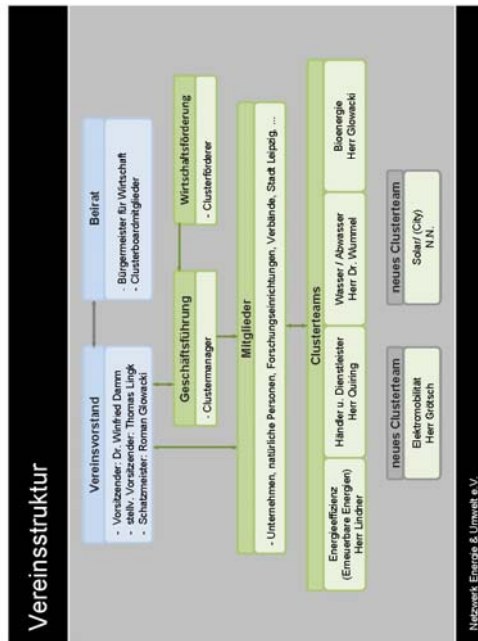 Vereinsstruktur
Vereinsvorstand
- Vorsitzender: Dr. Winfried Damm
- stellv. Vorsitzender: Thomas Lingk
- Schatzmeister: Roman Glowacki
Beirat
- Bürgermeister für Wirtschaft
- Clusterboardmitglieder
Geschäftsführung
- Clustermanager
Wirtschaftsförderung
- Clusterförderer
Mitglieder
- Unternehmen, natürliche Personen, Forschungseinrichtungen, Verbände, Stadt Leipzig, ...
Clusterteams
Energieeffizienz
(Erneuerbare Energien)
Herr Lindner
Händler u. Dienstleister
Herr Quiring
Wasser / Abwasser
Herr Dr. Wummel
Bioenergie
Herr Glowacki
neues Clusterteam
Elektromobilität
Herr Grötsch
neues Clusterteam
Solar/ (City)
N.N.
Netzwerk Energie & Umwelt e.V.